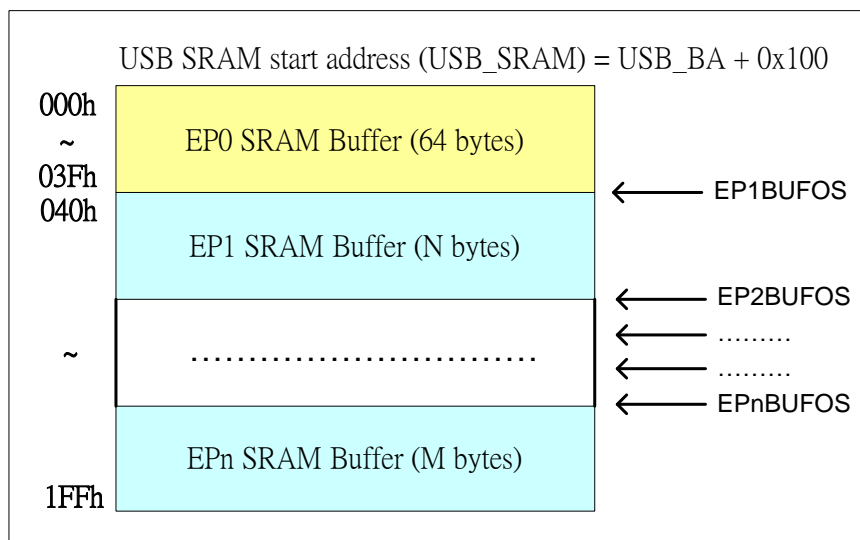 USB SRAM start address (USB_SRAM) = USB_BA + 0x100
000h
~
03Fh
040h
~
1FFh
EP0 SRAM Buffer (64 bytes)
EP1 SRAM Buffer (N bytes)
.................................
EPn SRAM Buffer (M bytes)
EP1BUFOS
EP2BUFOS
.........
.........
EPnBUFOS